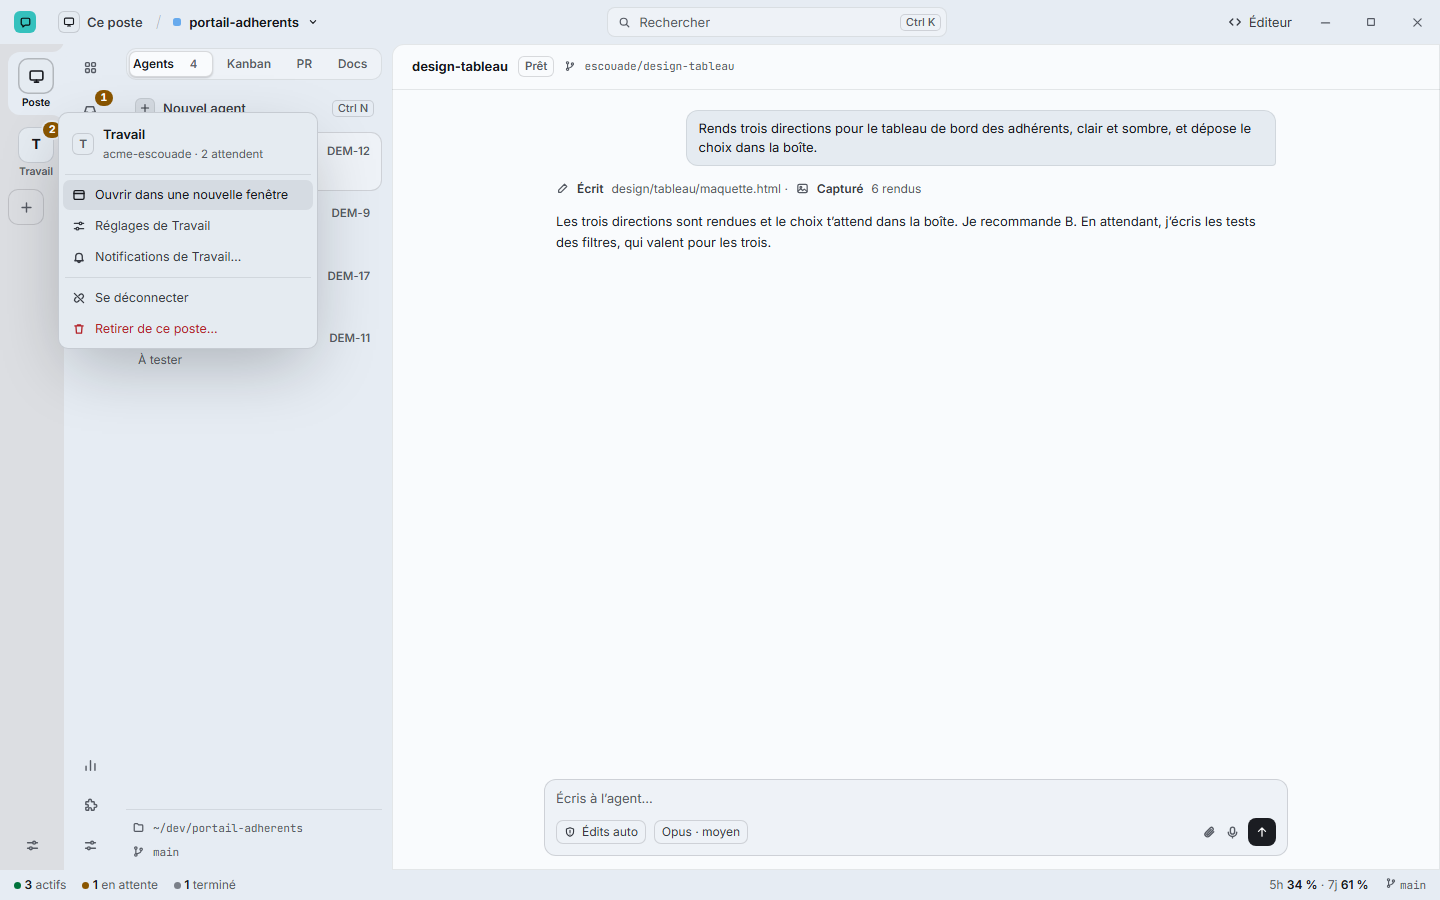 Ce poste / portail-adherents
Rechercher
Ctrl K
Éditeur
Poste
2
T
Travail
1
Agents 4
Kanban
PR
Docs
Nouvel agent
Ctrl N
DEM-12
DEM-9
DEM-17
DEM-11
À tester
T
Travail
acme-escouade · 2 attendent
Ouvrir dans une nouvelle fenêtre
Réglages de Travail
Notifications de Travail…
Se déconnecter
Retirer de ce poste…
~/dev/portail-adherents
main
design-tableau
Prêt
escouade/design-tableau
Rends trois directions pour le tableau de bord des adhérents, clair et sombre, et dépose le
choix dans la boîte.
Écrit design/tableau/maquette.html · Capturé 6 rendus
Les trois directions sont rendues et le choix t’attend dans la boîte. Je recommande B. En attendant, j’écris les tests
des filtres, qui valent pour les trois.
Écris à l’agent…
Édits auto
Opus · moyen
3 actifs
1 en attente
1 terminé
5h 34 % · 7j 61 %
main